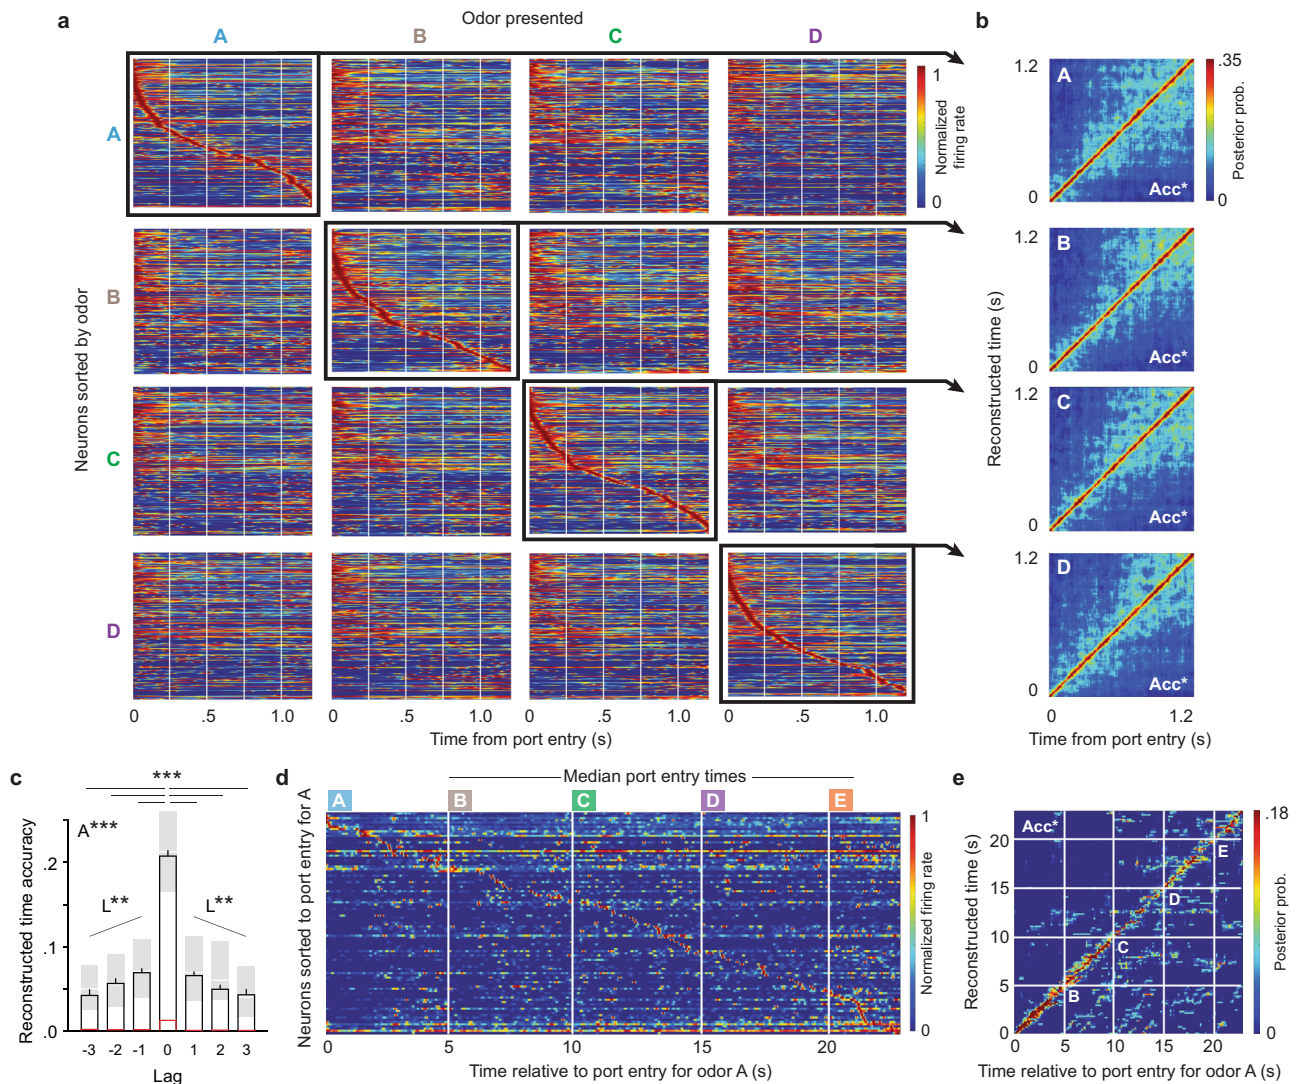 a
Odor presented
A B C D
A
B
C
D
Neurons sorted by odor
1
0
Normalized
firing rate
0 .5 1.0 0 .5 1.0 0 .5 1.0 0 .5 1.0
Time from port entry (s)
b
1.2
A
Acc*
0
.35
0
Posterior prob.
1.2
B
Acc*
0
1.2
C
Acc*
0
1.2
D
Acc*
0
0 1.2
Reconstructed time (s)
Time from port entry (s)
c
***
A***
L** L**
.2
.1
.0
Reconstructed time accuracy
-3 -2 -1 0 1 2 3
Lag
d
Median port entry times
A B C D E
Neurons sorted to port entry for A
1
0
Normalized firing rate
0 5 10 15 20
Time relative to port entry for odor A (s)
e
Acc*
E
D
C
B
20
15
10
5
0
Reconstructed time (s)
.18
0
Posterior prob.
0 5 10 15 20
Time relative to port entry for odor A (s)